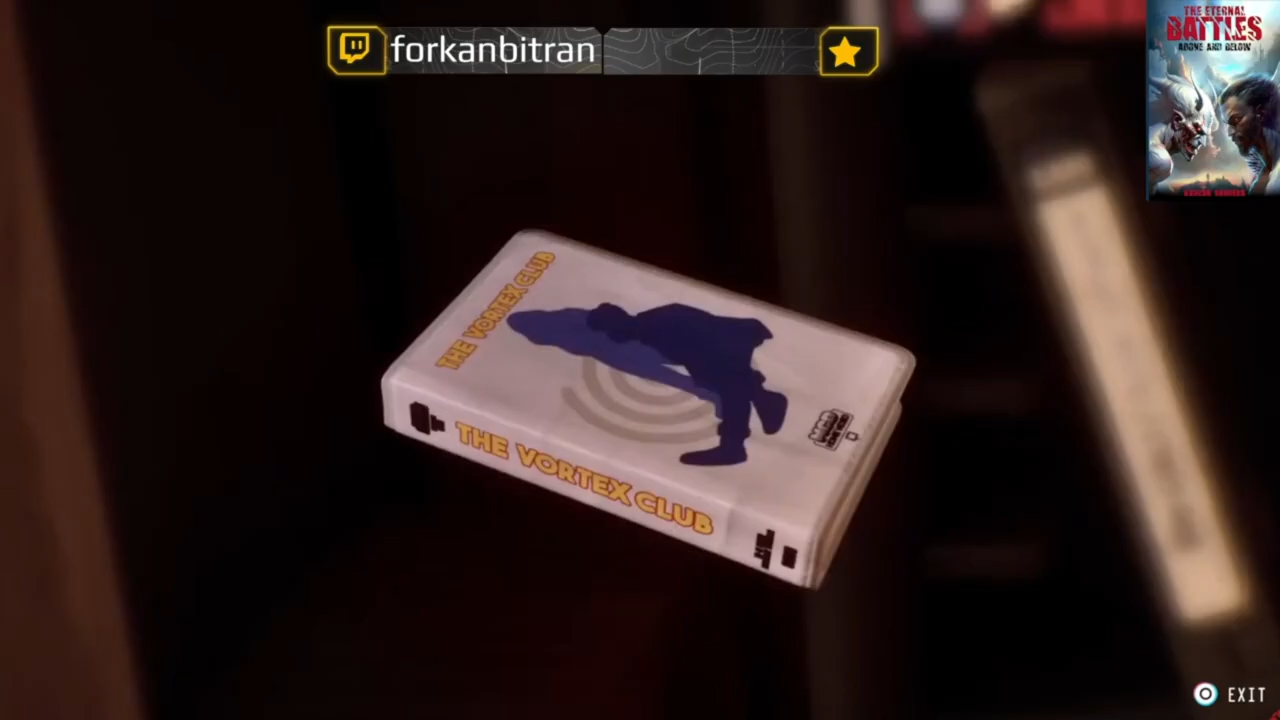 forkanbitran
THE ETERNAL
BATTLES
ABOVE AND BELOW
THE VORTEX CLUB
THE VORTEX CLUB
EXIT